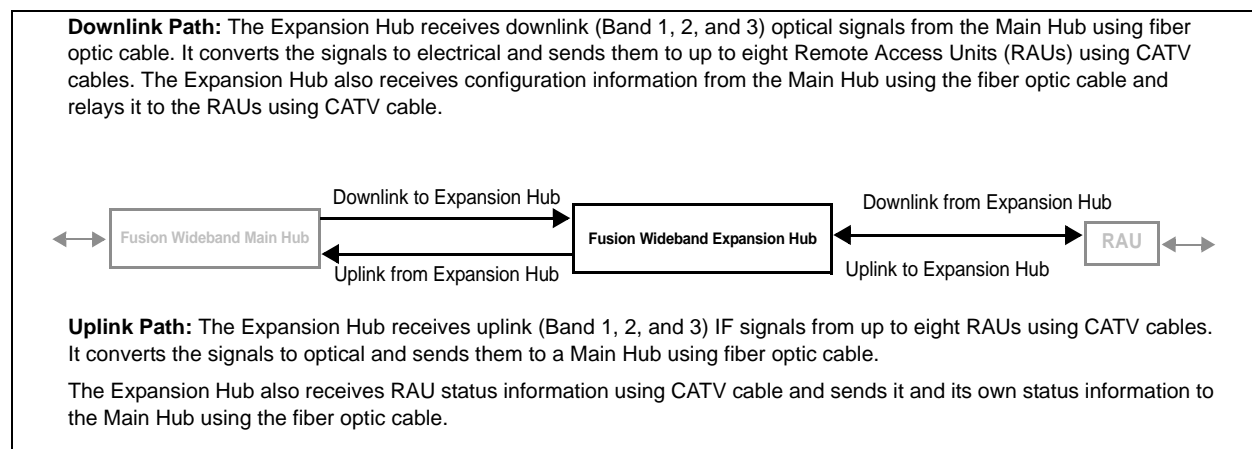 Downlink Path: The Expansion Hub receives downlink (Band 1, 2, and 3) optical signals from the Main Hub using fiber
optic cable. It converts the signals to electrical and sends them to up to eight Remote Access Units (RAUs) using CATV
cables. The Expansion Hub also receives configuration information from the Main Hub using the fiber optic cable and
relays it to the RAUs using CATV cable.
Downlink to Expansion Hub
Downlink from Expansion Hub
Fusion Wideband Main Hub
Fusion Wideband Expansion Hub
RAU
Uplink from Expansion Hub
Uplink to Expansion Hub
Uplink Path: The Expansion Hub receives uplink (Band 1, 2, and 3) IF signals from up to eight RAUs using CATV cables.
It converts the signals to optical and sends them to a Main Hub using fiber optic cable.
The Expansion Hub also receives RAU status information using CATV cable and sends it and its own status information to
the Main Hub using the fiber optic cable.